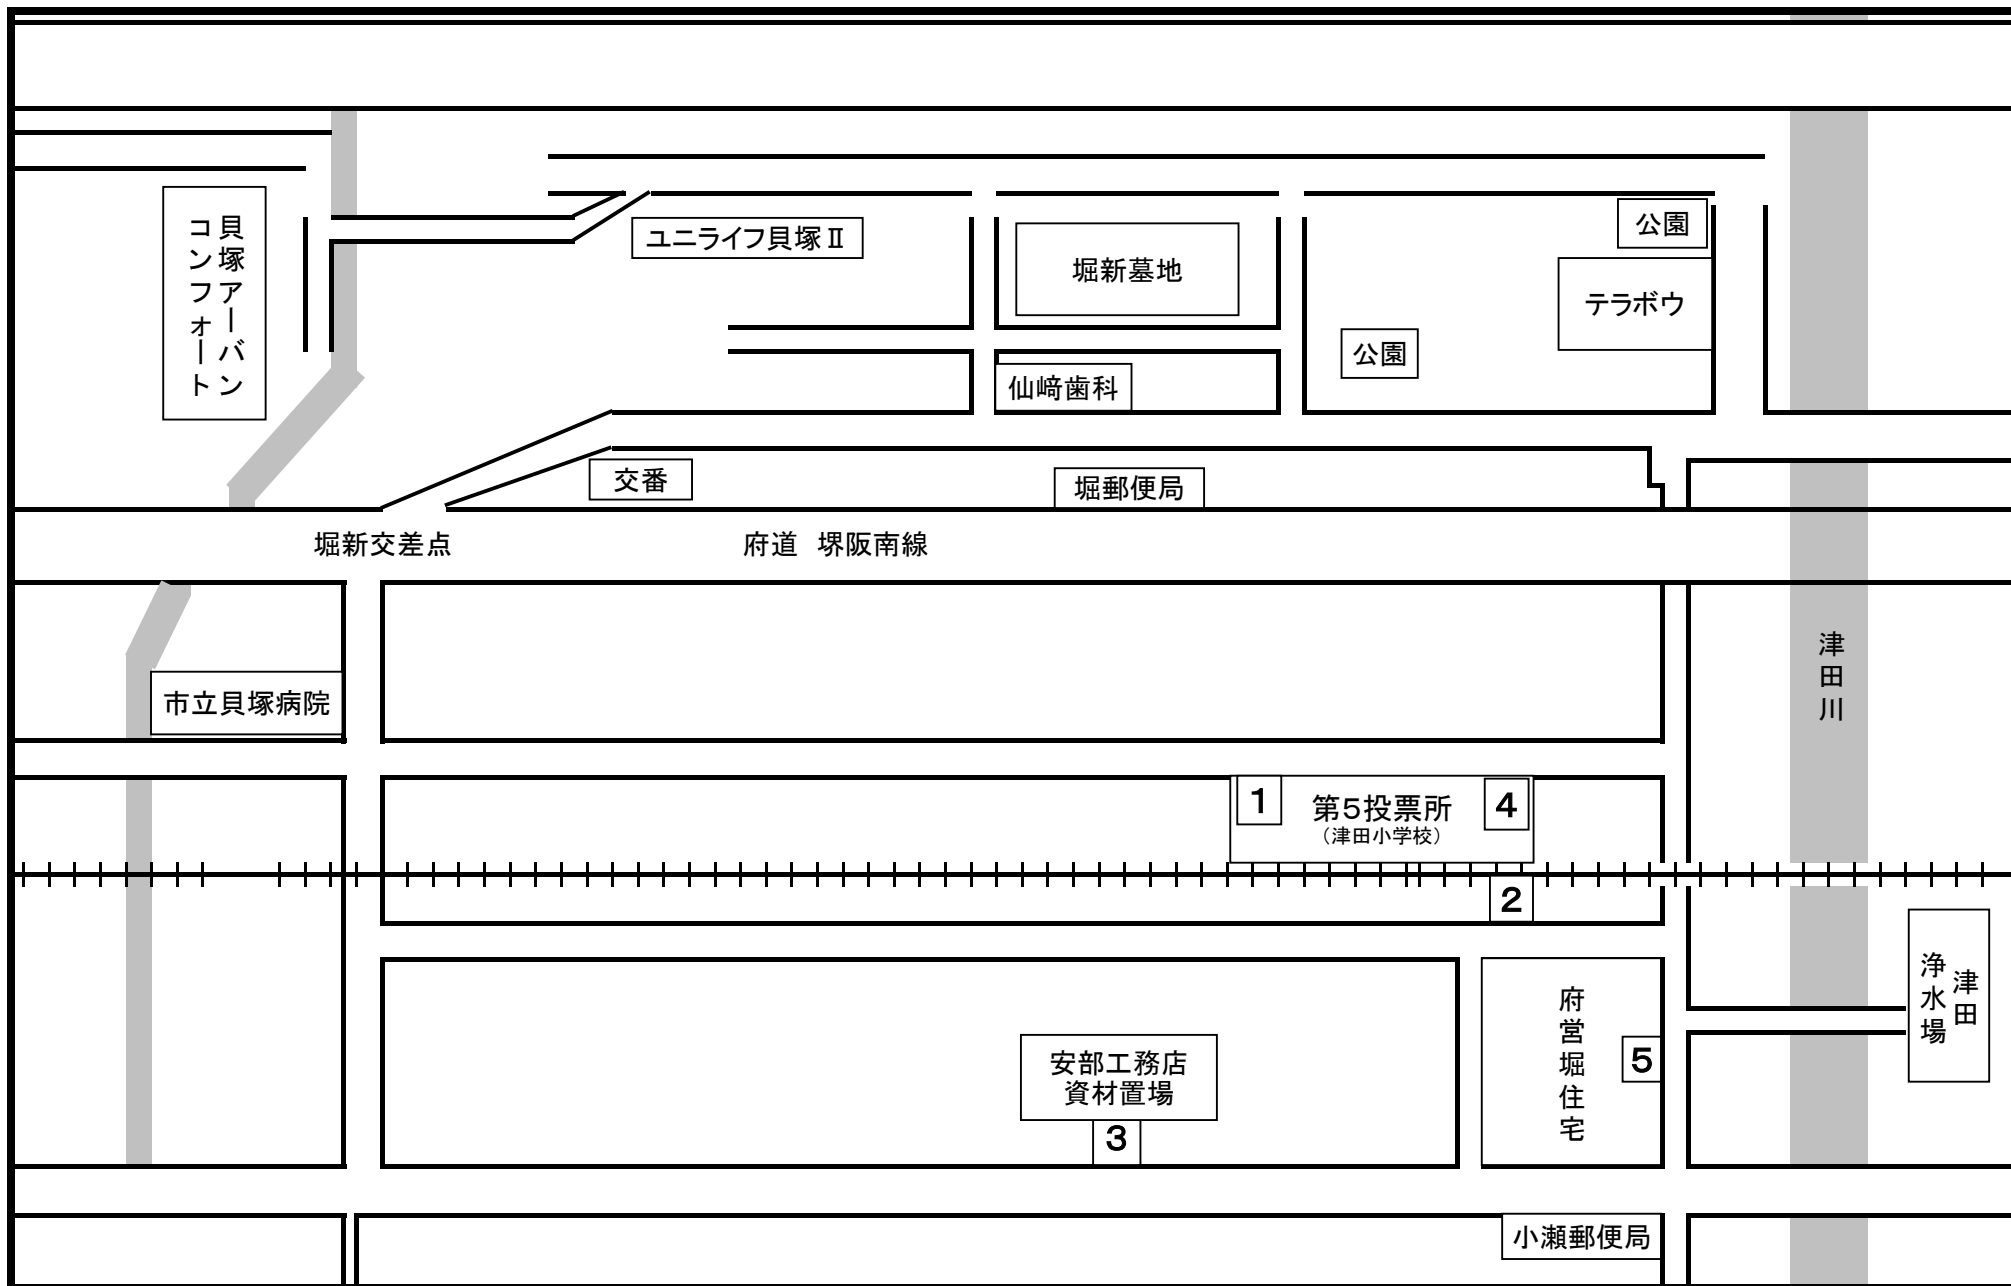 貝塚アーバン
コンフォート
ユニライフ貝塚Ⅱ
堀新墓地
公園
テラボウ
公園
仙﨑歯科
交番
堀郵便局
堀新交差点
府道　堺阪南線
津田川
市立貝塚病院
1
第5投票所
（津田小学校）
4
2
津田
浄水場
府営堀住宅
5
安部工務店
資材置場
3
小瀬郵便局